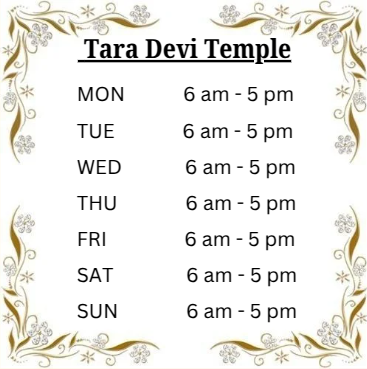 Tara Devi Temple
MON 6 am - 5 pm
TUE 6 am - 5 pm
WED 6 am - 5 pm
THU 6 am - 5 pm
FRI 6 am - 5 pm
SAT 6 am - 5 pm
SUN 6 am - 5 pm